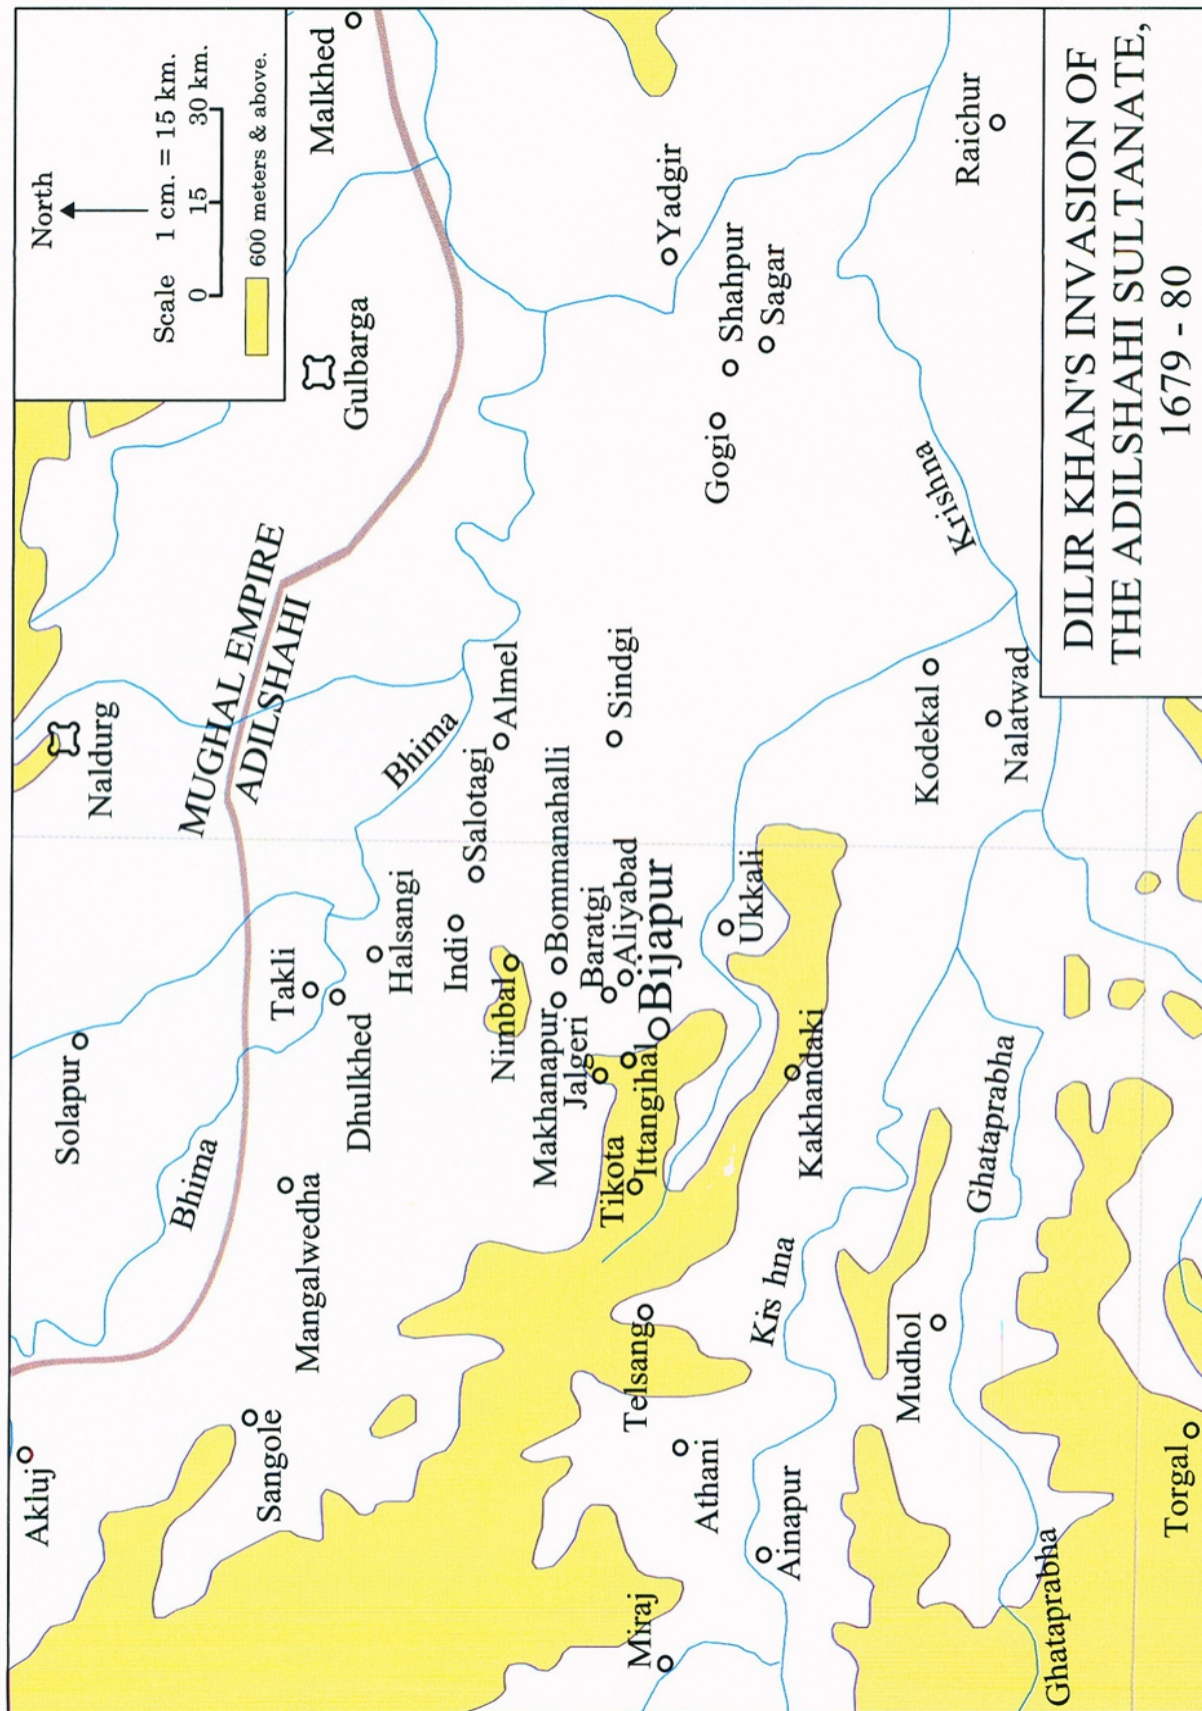 North
Scale 1 cm. = 15 km.
0 15 30 km.
600 meters & above.
Akluj
Solapur
Naldurg
Malkhed
Sangole
Mangalwedha
Bhima
MUGHAL EMPIRE
ADILSHAHI
Gulbarga
Takli
Dhulkhed
Halsangi
Bhima
Indi
Salotagi
Almel
Nimbal
Makhanapur
Bommanahalli
Jalgeri
Baratgi
Aliyabad
Sindgi
Tikota
Ittangihal
Bijapur
Miraj
Telsang
Athani
Yadgir
Gogi
Shahpur
Sagar
Ukkali
Ainapur
Kris hna
Kakhandaki
Mudhol
Kodekal
Krishna
Raichur
Ghataprabha
Nalatwad
Ghataprabha
Torgal
DILIR KHAN'S INVASION OF
THE ADILSHAHI SULTANATE,
1679 - 80